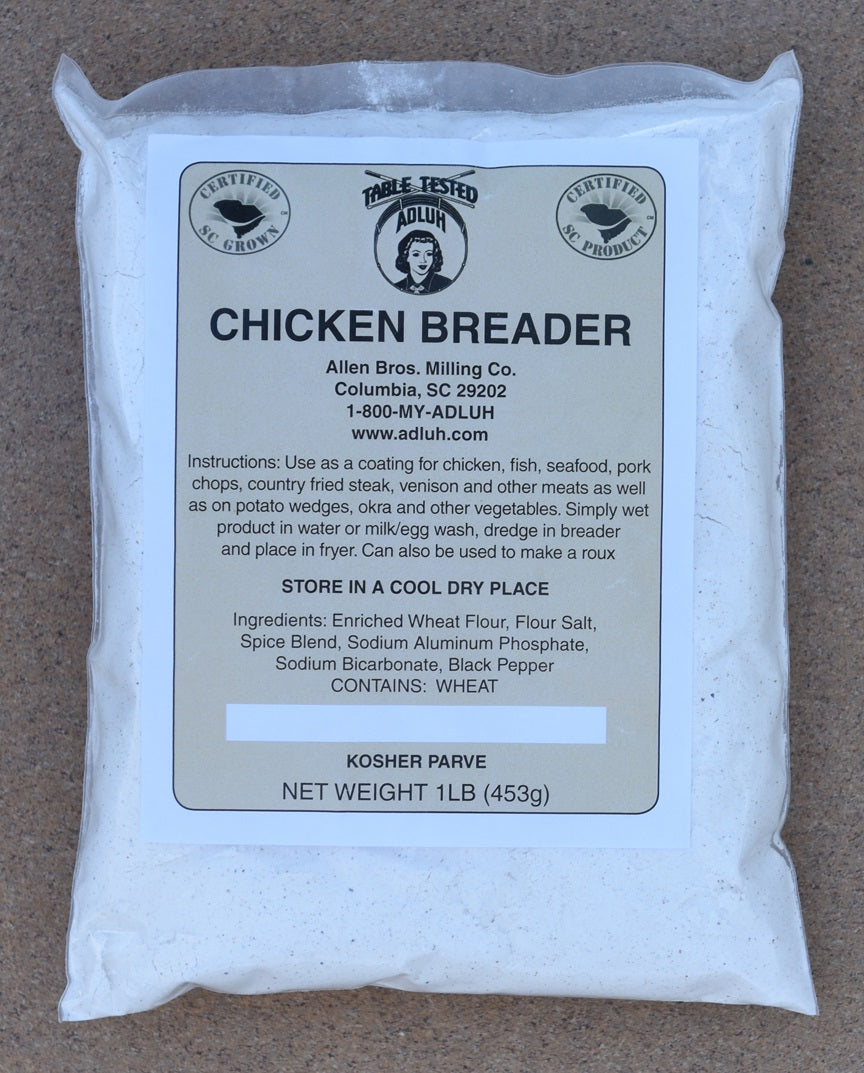 CERTIFIED
SC GROWN
TABLE TESTED
ADLUH
CERTIFIED
SC PRODUCT
CHICKEN BREADER
Allen Bros. Milling Co.
Columbia, SC 29202
1-800-MY-ADLUH
www.adluh.com
Instructions: Use as a coating for chicken, fish, seafood, pork
chops, country fried steak, venison and other meats as well
as on potato wedges, okra and other vegetables. Simply wet
product in water or milk/egg wash, dredge in breader
and place in fryer. Can also be used to make a roux
STORE IN A COOL DRY PLACE
Ingredients: Enriched Wheat Flour, Flour Salt,
Spice Blend, Sodium Aluminum Phosphate,
Sodium Bicarbonate, Black Pepper
CONTAINS: WHEAT
KOSHER PARVE
NET WEIGHT 1LB (453g)